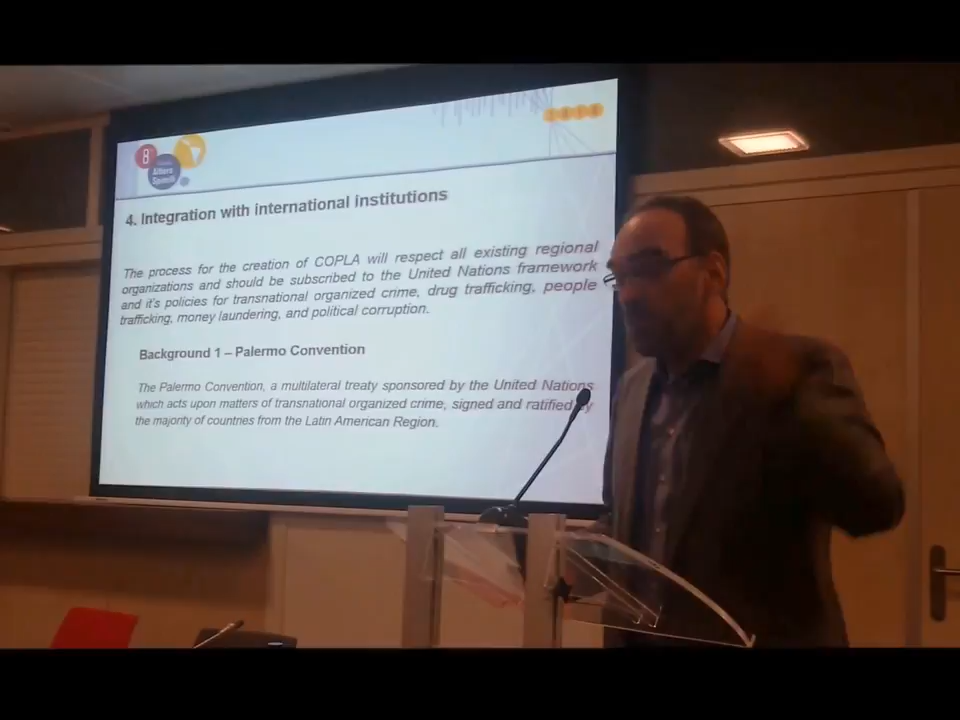 8
4. Integration with international institutions
The process for the creation of COPLA will respect all existing regional
organizations and should be subscribed to the United Nations framework
and it's policies for transnational organized crime, drug trafficking, people
trafficking, money laundering, and political corruption.
Background 1 – Palermo Convention
The Palermo Convention, a multilateral treaty sponsored by the United Nations
which acts upon matters of transnational organized crime, signed and ratified by
the majority of countries from the Latin American Region.